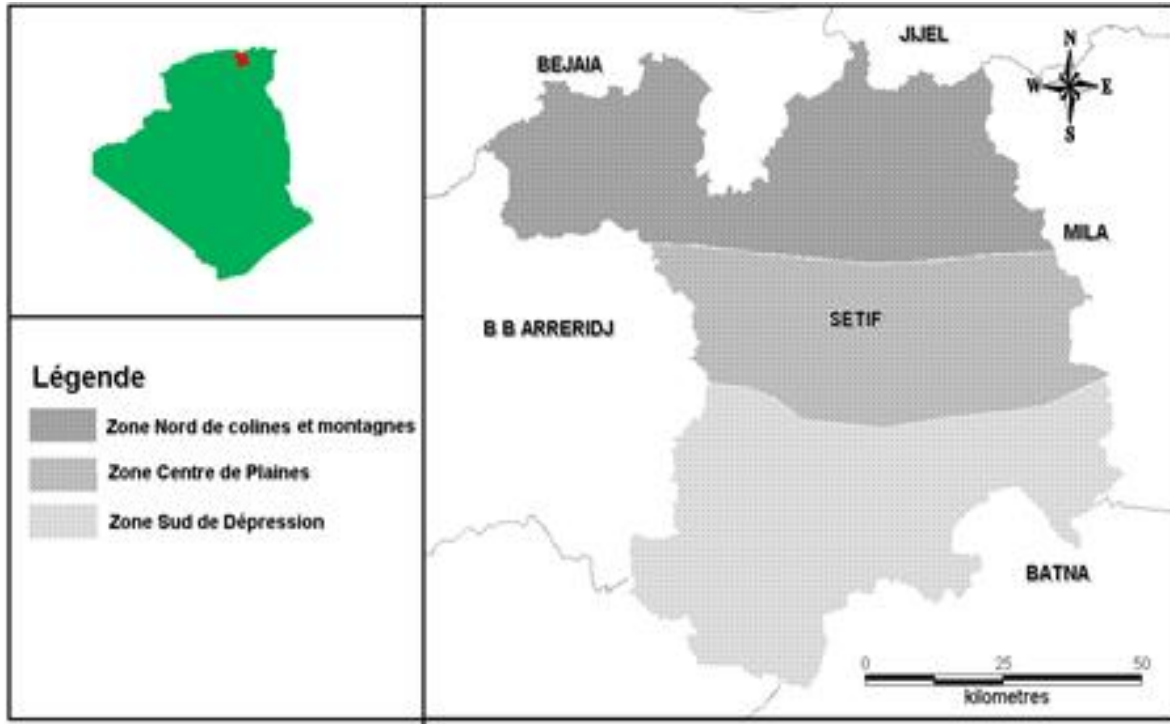 JIJEL
BEJAIA
N
W E
S
MILA
SETIF
B B ARRERIDJ
BATNA
0 25 50
kilometres
Légende
Zone Nord de colines et montagnes
Zone Centre de Plaines
Zone Sud de Dépression